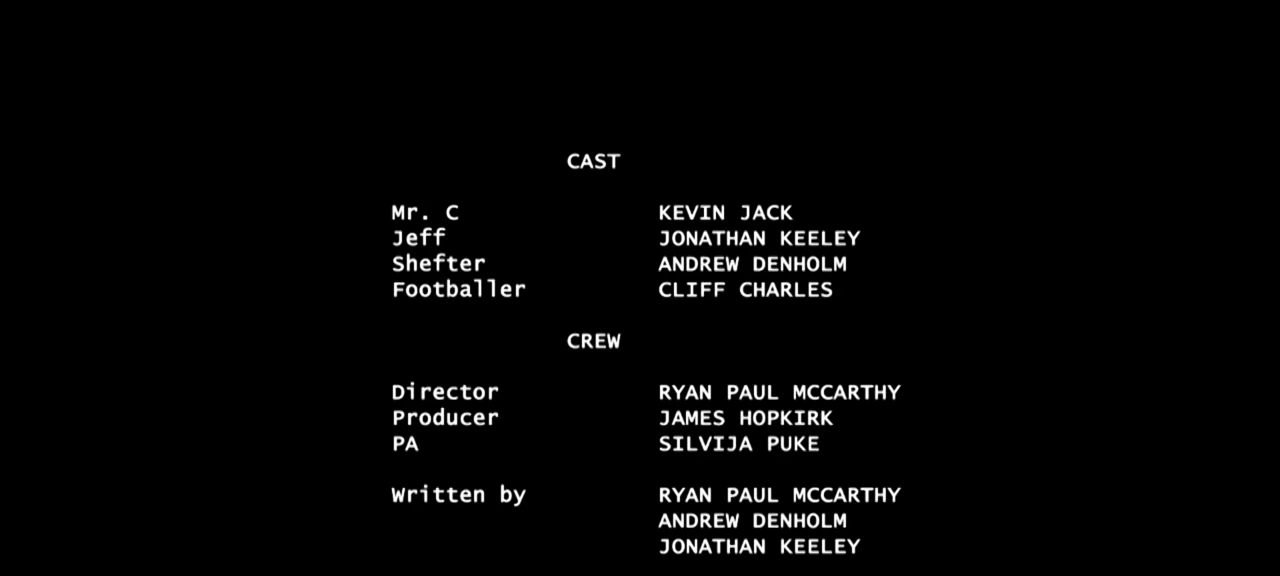 CAST
Mr. C KEVIN JACK
Jeff JONATHAN KEELEY
Shefter ANDREW DENHOLM
Footballer CLIFF CHARLES
CREW
Director RYAN PAUL MCCARTHY
Producer JAMES HOPKIRK
PA SILVIJA PUKE
Written by RYAN PAUL MCCARTHY
ANDREW DENHOLM
JONATHAN KEELEY